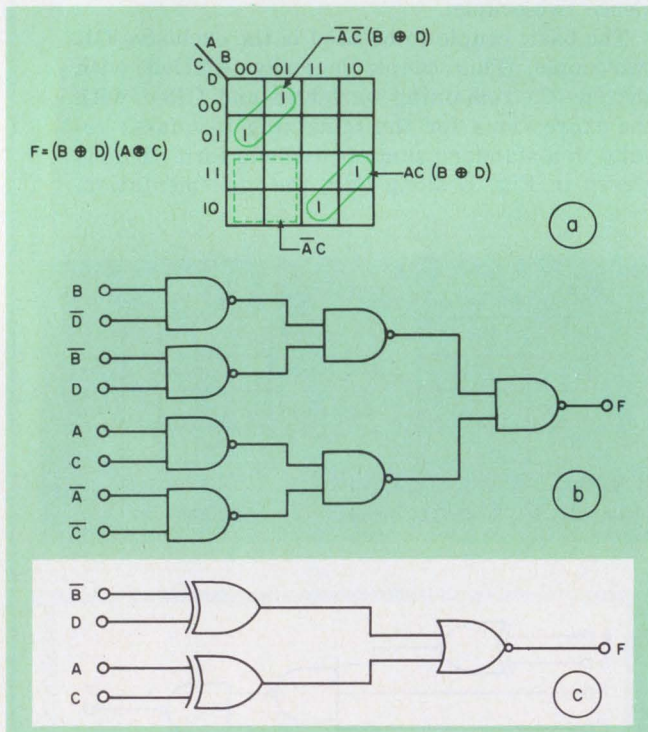 A̅ C̅ (B ⊕ D)
A
B 00 01 11 10
C
D
00 1
01 1
F = (B ⊕ D) (A ⊗ C)
11 1 AC (B ⊕ D)
10 1
A̅ C
a
B
D̅
B̅
D
F
A
C
A̅
C̅
b
B̅
D
F
A
C
c